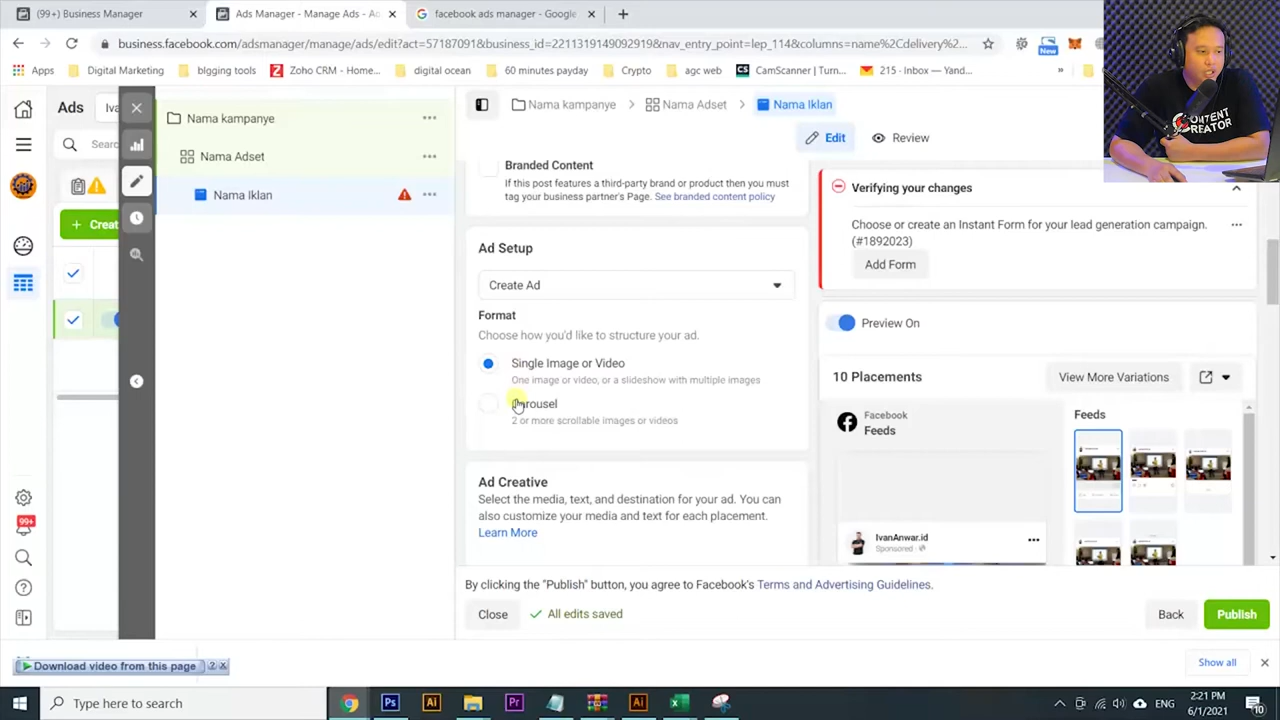 (99+) Business Manager
Ads Manager - Manage Ads - Ad
facebook ads manager - Google
business.facebook.com/adsmanager/manage/ads/edit?act=57187091&business_id=2211319149092919&nav_entry_point=lep_114&columns=name%2Cdelivery%2C...
New
Apps
Digital Marketing
blgging tools
Zoho CRM - Home...
digital ocean
60 minutes payday
Crypto
agc web
CamScanner | Turn...
215 · Inbox — Yand...
Ads
Iva
Searc
Creat
Nama kampanye
Nama Adset
Nama Iklan
Nama kampanye
Nama Adset
Nama Iklan
Edit
Review
Branded Content
If this post features a third-party brand or product then you must
tag your business partner's Page. See branded content policy
Ad Setup
Create Ad
Format
Choose how you'd like to structure your ad.
Single Image or Video
One image or video, or a slideshow with multiple images
Carousel
2 or more scrollable images or videos
Ad Creative
Select the media, text, and destination for your ad. You can
also customize your media and text for each placement.
Learn More
Verifying your changes
Choose or create an Instant Form for your lead generation campaign.
(#1892023)
Add Form
Preview On
10 Placements
View More Variations
Facebook
Feeds
Feeds
IvanAnwar.id
Sponsored ·
By clicking the "Publish" button, you agree to Facebook's Terms and Advertising Guidelines.
Close
All edits saved
Back
Publish
99+
Download video from this page
Show all
Type here to search
ENG
2:21 PM
6/1/2021
10
CONTENT
CREATOR